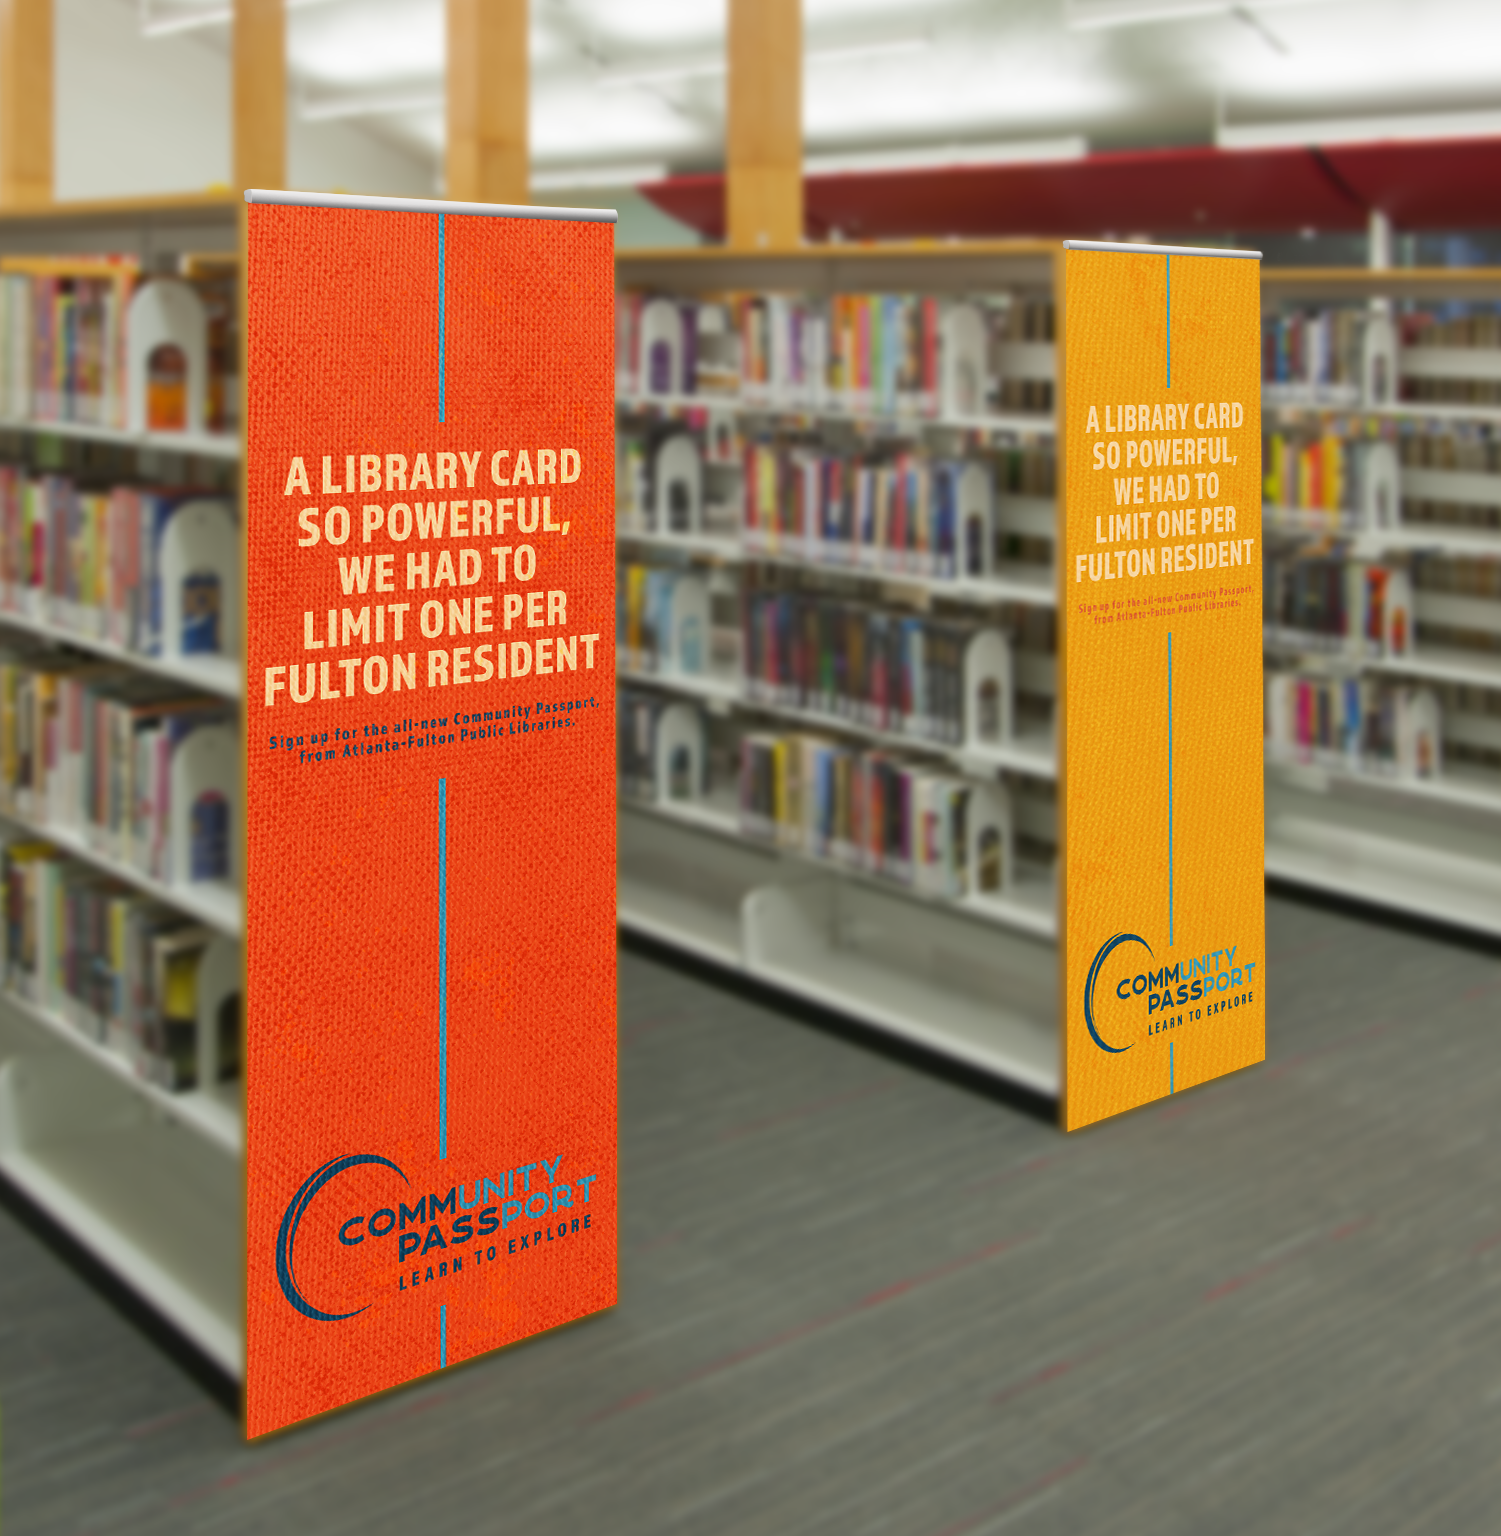 A LIBRARY CARD
SO POWERFUL,
WE HAD TO
LIMIT ONE PER
FULTON RESIDENT
Sign up for the all-new Community Passport,
from Atlanta-Fulton Public Libraries.
COMMUNITY
PASSPORT
LEARN TO EXPLORE
A LIBRARY CARD
SO POWERFUL,
WE HAD TO
LIMIT ONE PER
FULTON RESIDENT
Sign up for the all-new Community Passport,
from Atlanta-Fulton Public Libraries.
COMMUNITY
PASSPORT
LEARN TO EXPLORE